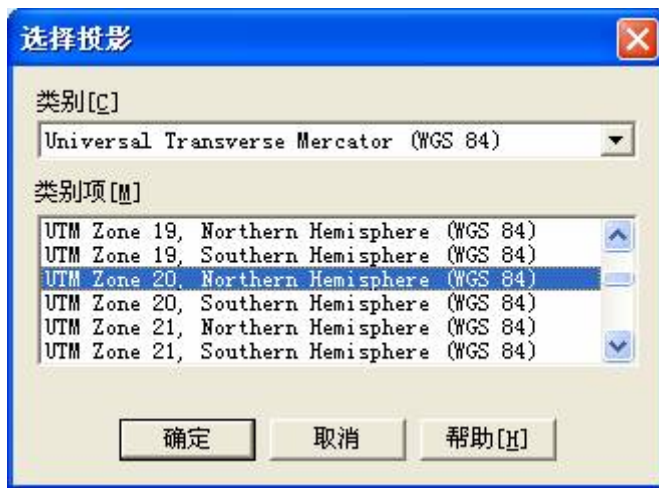 选择投影
类别[C]
Universal Transverse Mercator (WGS 84)
类别项[M]
UTM Zone 19, Northern Hemisphere (WGS 84)
UTM Zone 19, Southern Hemisphere (WGS 84)
UTM Zone 20, Northern Hemisphere (WGS 84)
UTM Zone 20, Southern Hemisphere (WGS 84)
UTM Zone 21, Northern Hemisphere (WGS 84)
UTM Zone 21, Southern Hemisphere (WGS 84)
确定 取消 帮助[H]